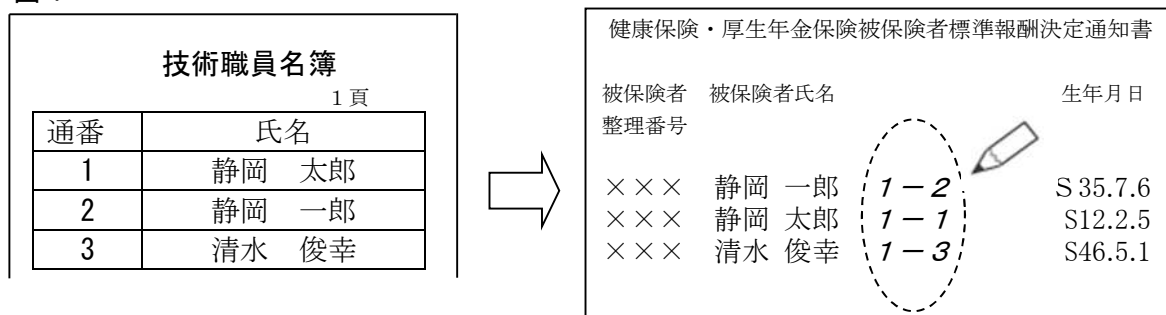 技術職員名簿
1頁
通番 氏名
1 静岡 太郎
2 静岡 一郎
3 清水 俊幸
健康保険・厚生年金保険被保険者標準報酬決定通知書
被保険者 被保険者氏名 生年月日
整理番号
××× 静岡 一郎 1-2 S35.7.6
××× 静岡 太郎 1-1 S12.2.5
××× 清水 俊幸 1-3 S46.5.1